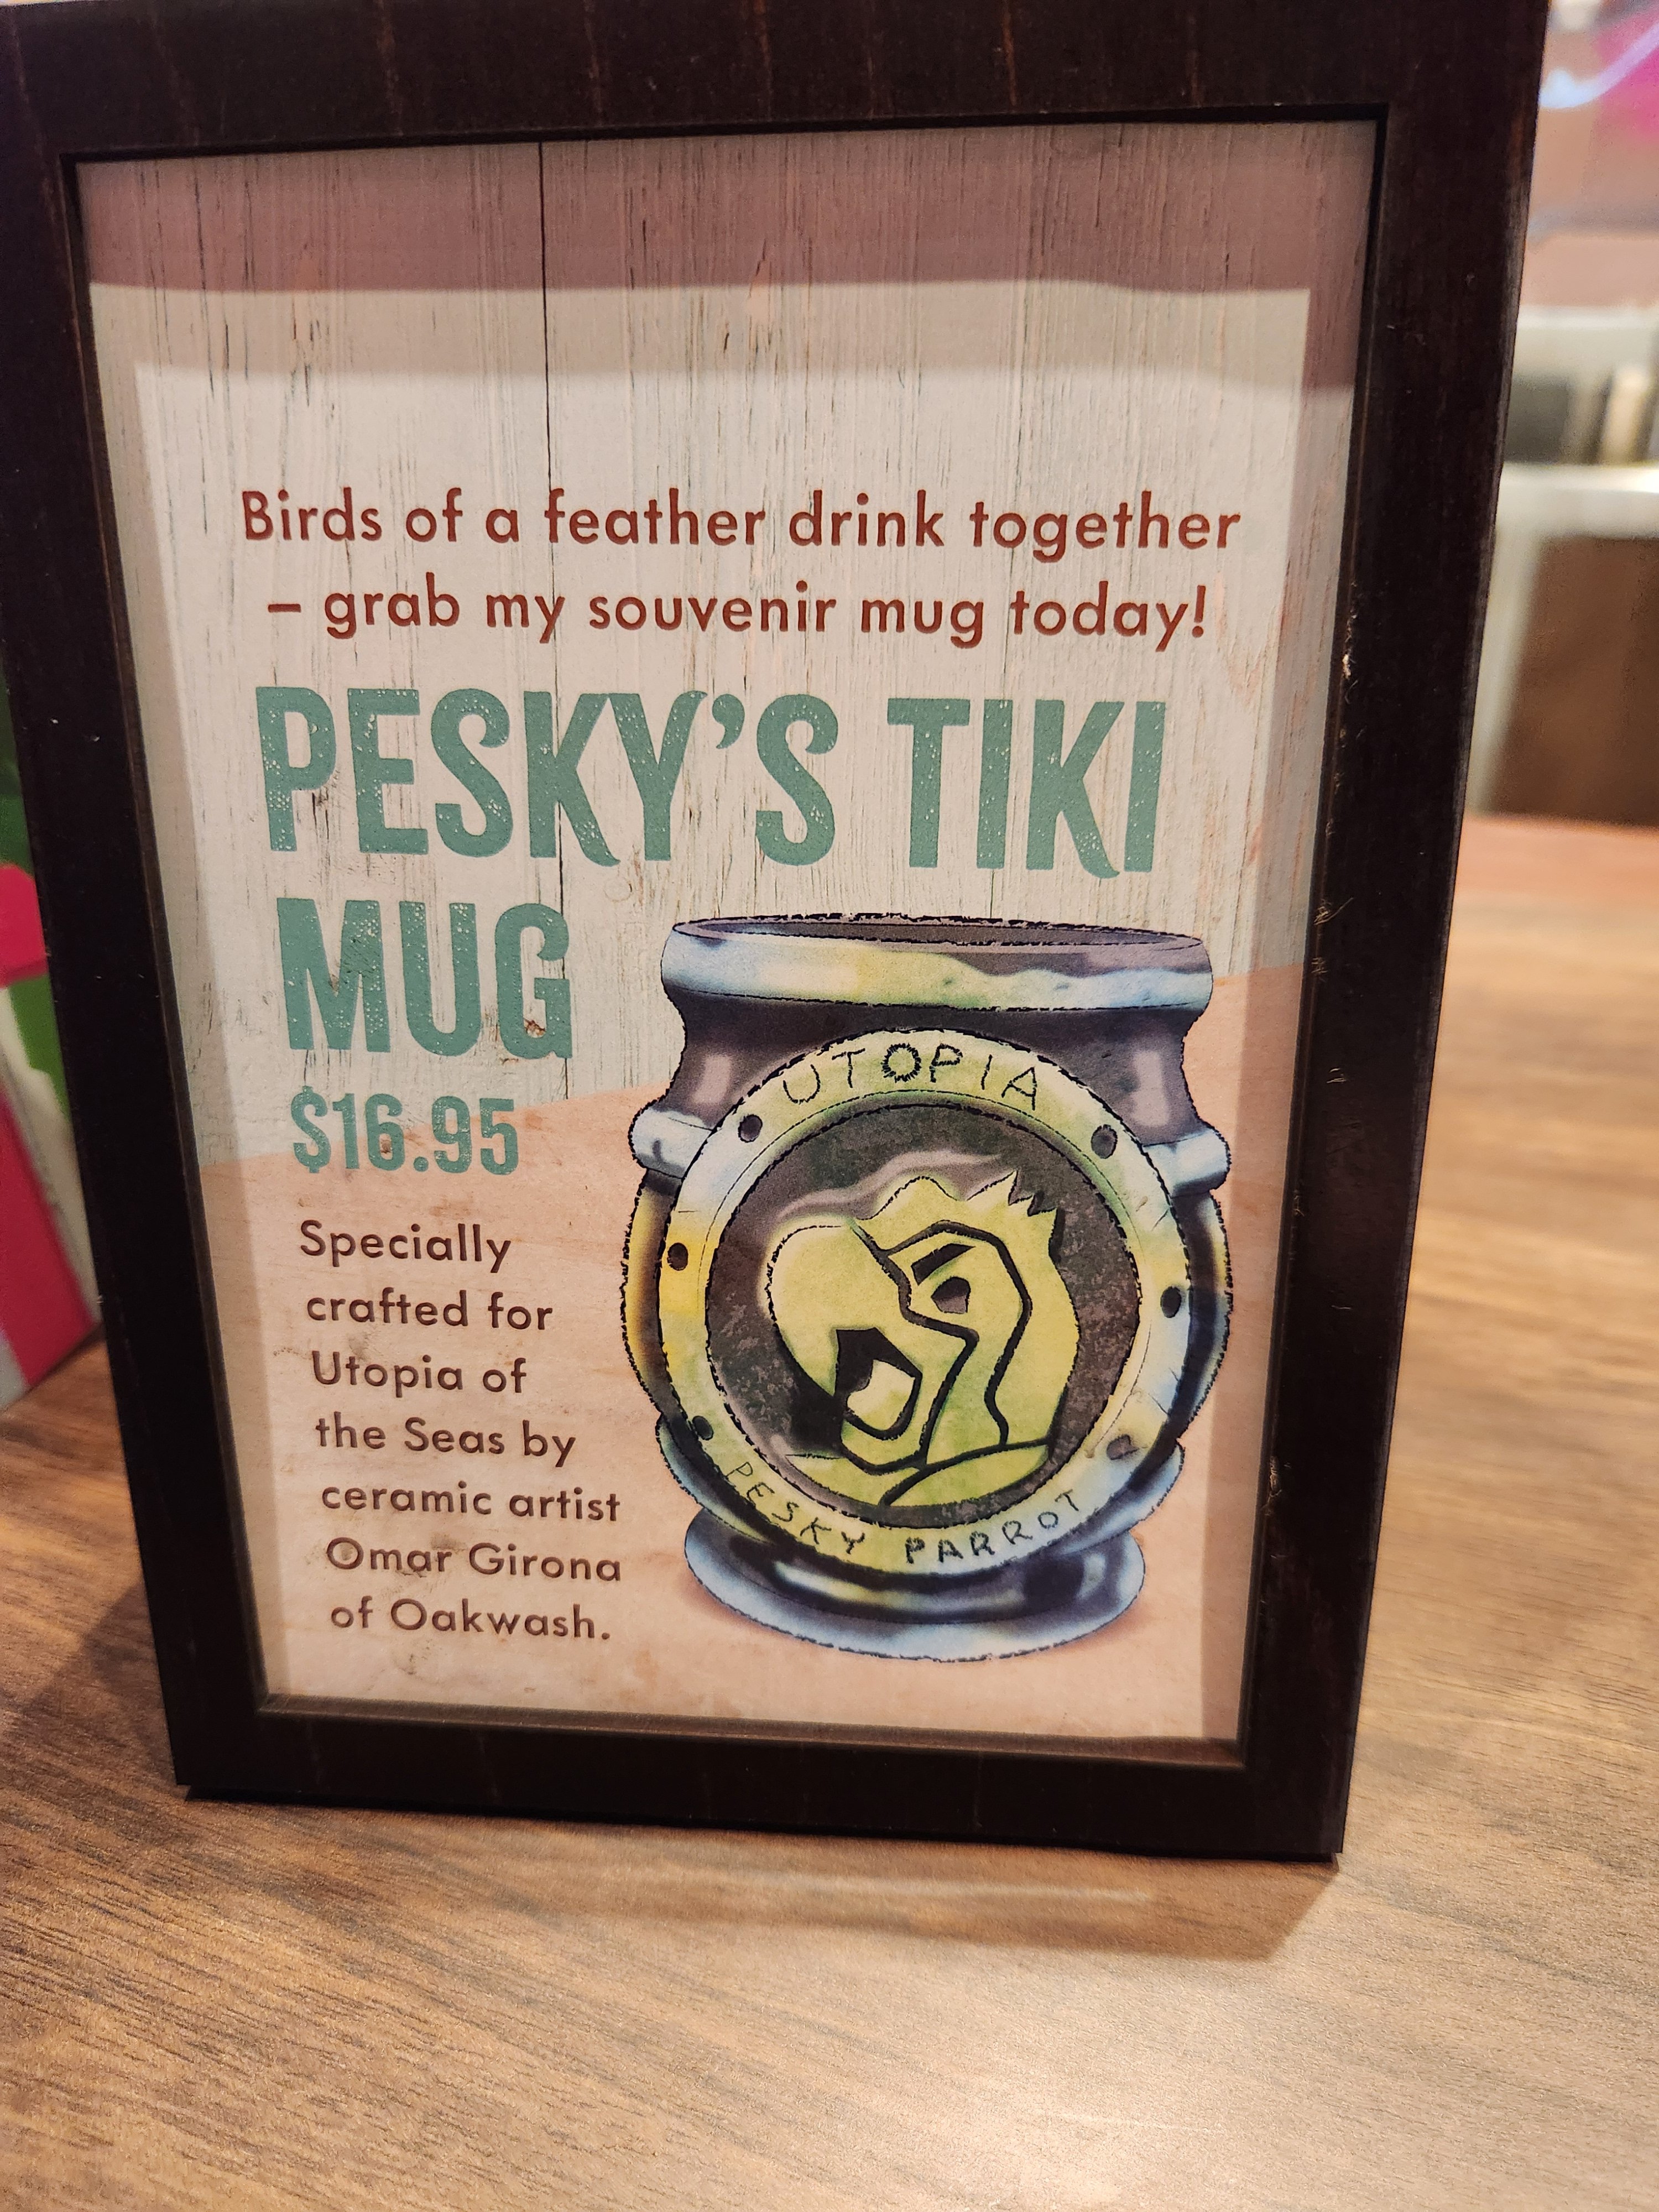 Birds of a feather drink together
– grab my souvenir mug today!
PESKY'S TIKI
MUG
$16.95
Specially
crafted for
Utopia of
the Seas by
ceramic artist
Omar Girona
of Oakwash.
UTOPIA
PESKY PARROT